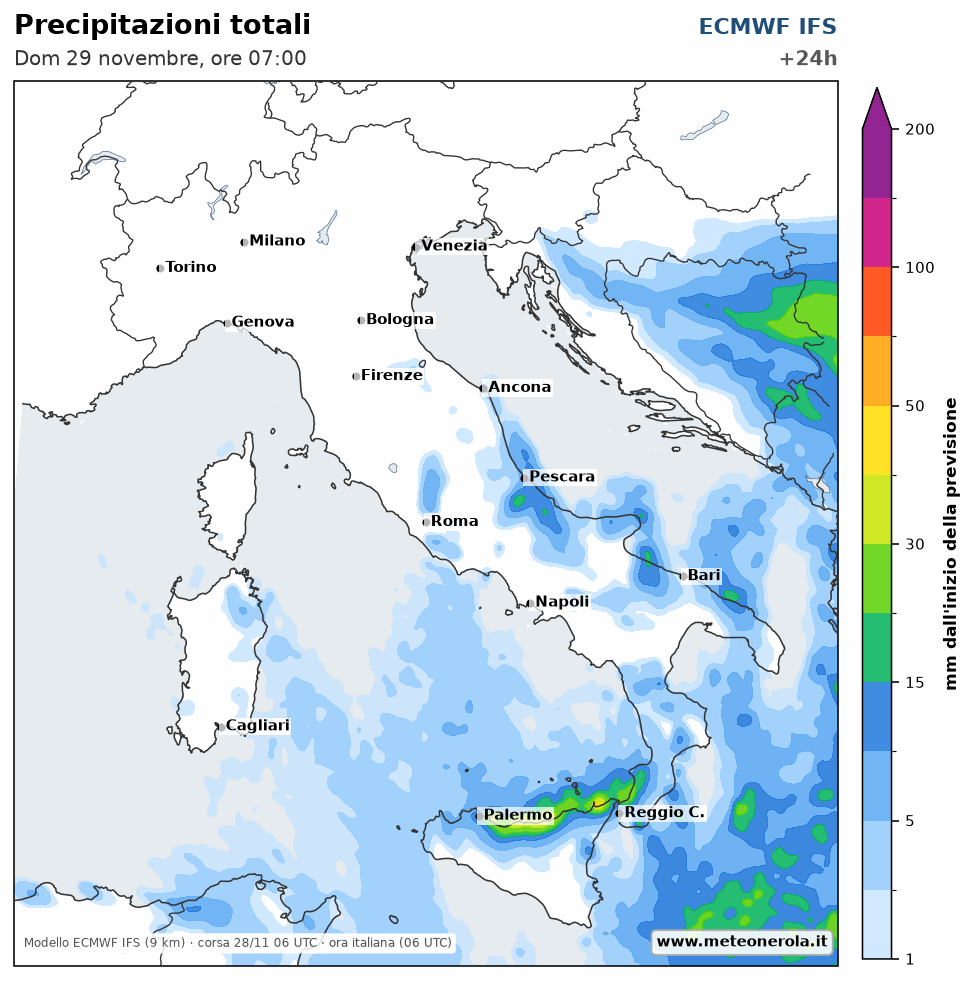 Precipitazioni totali
ECMWF IFS
Dom 29 novembre, ore 07:00
+24h
200
100
50
30
15
5
1
mm dall'inizio della previsione
Milano
Venezia
Torino
Genova
Bologna
Firenze
Ancona
Pescara
Roma
Bari
Napoli
Cagliari
Palermo
Reggio C.
Modello ECMWF IFS (9 km) · corsa 28/11 06 UTC · ora italiana (06 UTC)
www.meteonerola.it